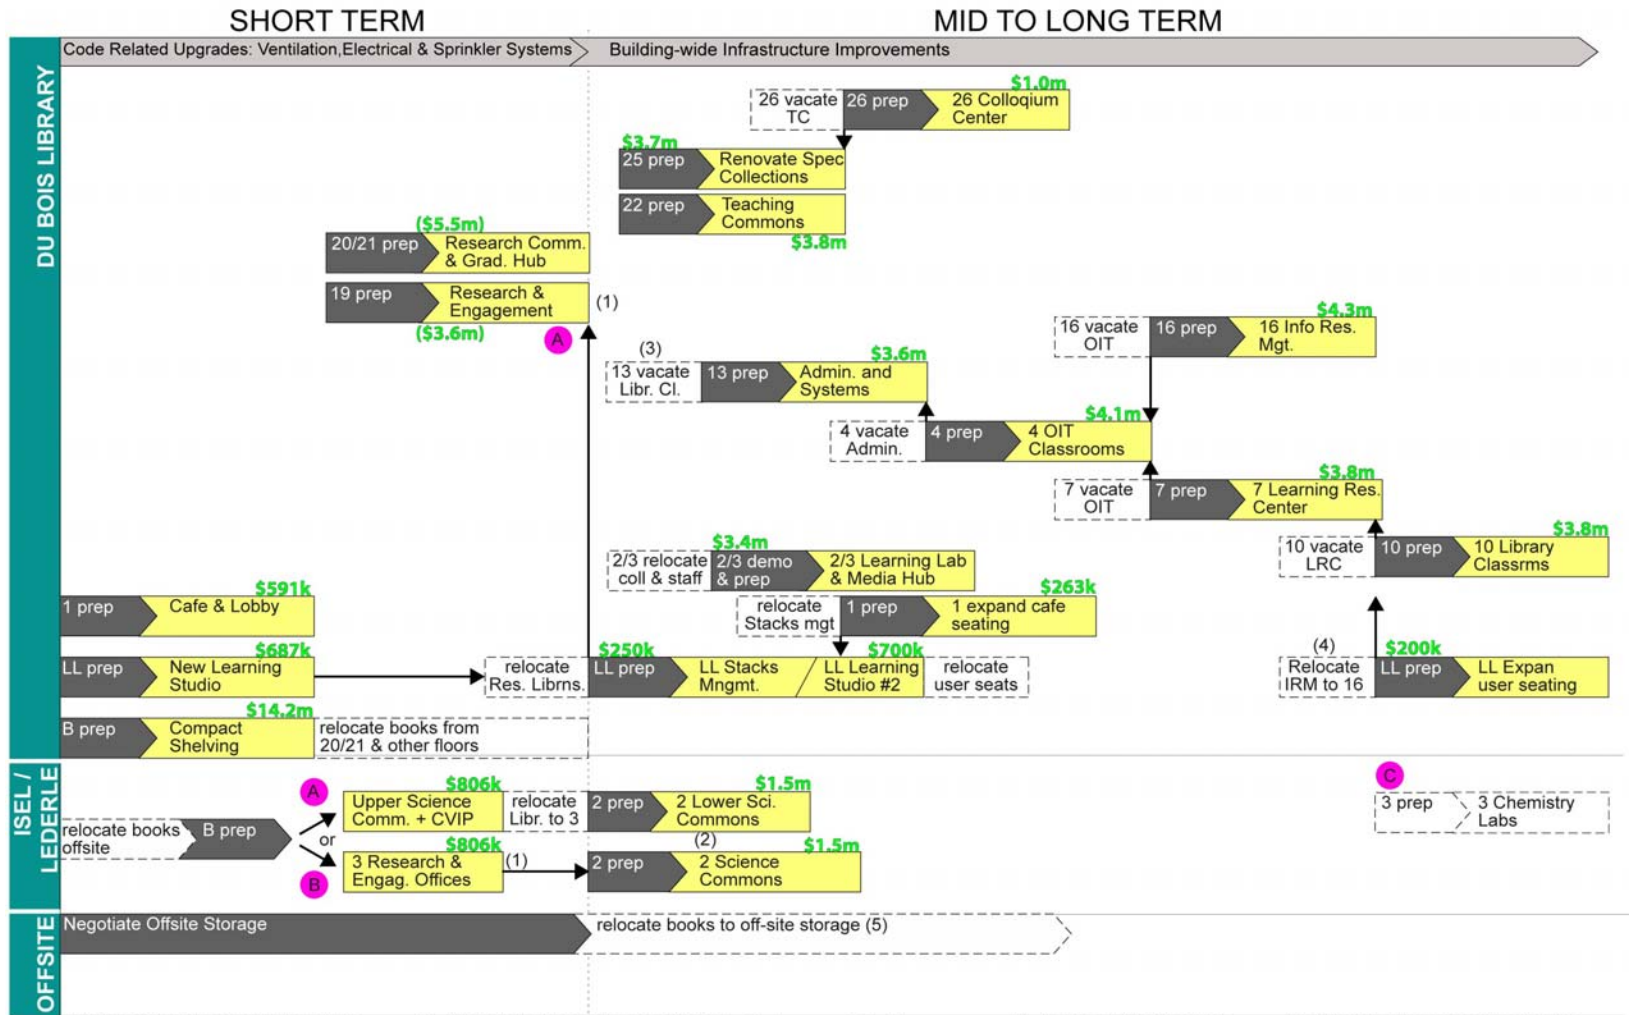 SHORT TERM
MID TO LONG TERM
DU BOIS LIBRARY
Code Related Upgrades: Ventilation,Electrical & Sprinkler Systems
Building-wide Infrastructure Improvements
$1.0m
26 vacate
TC
26 prep
26 Colloqium
Center
$3.7m
25 prep
Renovate Spec
Collections
22 prep
Teaching
Commons
$3.8m
($5.5m)
20/21 prep
Research Comm.
& Grad. Hub
19 prep
Research &
Engagement
(1)
($3.6m)
A
$4.3m
16 vacate
OIT
16 prep
16 Info Res.
Mgt.
(3)
$3.6m
13 vacate
Libr. Cl.
13 prep
Admin. and
Systems
$4.1m
4 vacate
Admin.
4 prep
4 OIT
Classrooms
$3.8m
7 vacate
OIT
7 prep
7 Learning Res.
Center
$3.8m
10 vacate
LRC
10 prep
10 Library
Classrms
$3.4m
2/3 relocate
coll & staff
2/3 demo
& prep
2/3 Learning Lab
& Media Hub
$591k
1 prep
Cafe & Lobby
$263k
relocate
Stacks mgt
1 prep
1 expand cafe
seating
$687k
LL prep
New Learning
Studio
relocate
Res. Librns.
$250k
LL prep
LL Stacks
Mngmt.
$700k
LL Learning
Studio #2
relocate
user seats
(4)
Relocate
IRM to 16
$200k
LL prep
LL Expan
user seating
$14.2m
B prep
Compact
Shelving
relocate books from
20/21 & other floors
ISEL /
LEDERLE
relocate books
offsite
B prep
A
or
B
$806k
Upper Science
Comm. + CVIP
relocate
Libr. to 3
$1.5m
2 prep
2 Lower Sci.
Commons
$806k
3 Research &
Engag. Offices
(1)
(2)
$1.5m
2 prep
2 Science
Commons
C
3 prep
3 Chemistry
Labs
OFFSITE
Negotiate Offsite Storage
relocate books to off-site storage (5)